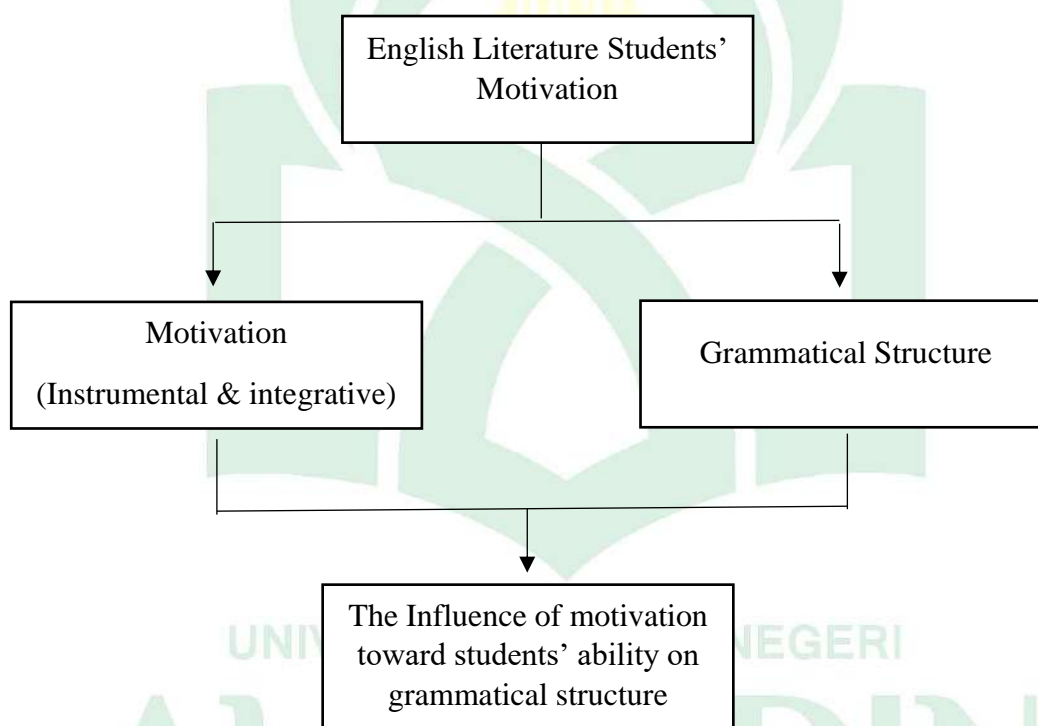 English Literature Students’
Motivation
Motivation
(Instrumental & integrative)
Grammatical Structure
The Influence of motivation
toward students’ ability on
grammatical structure
NEGERI